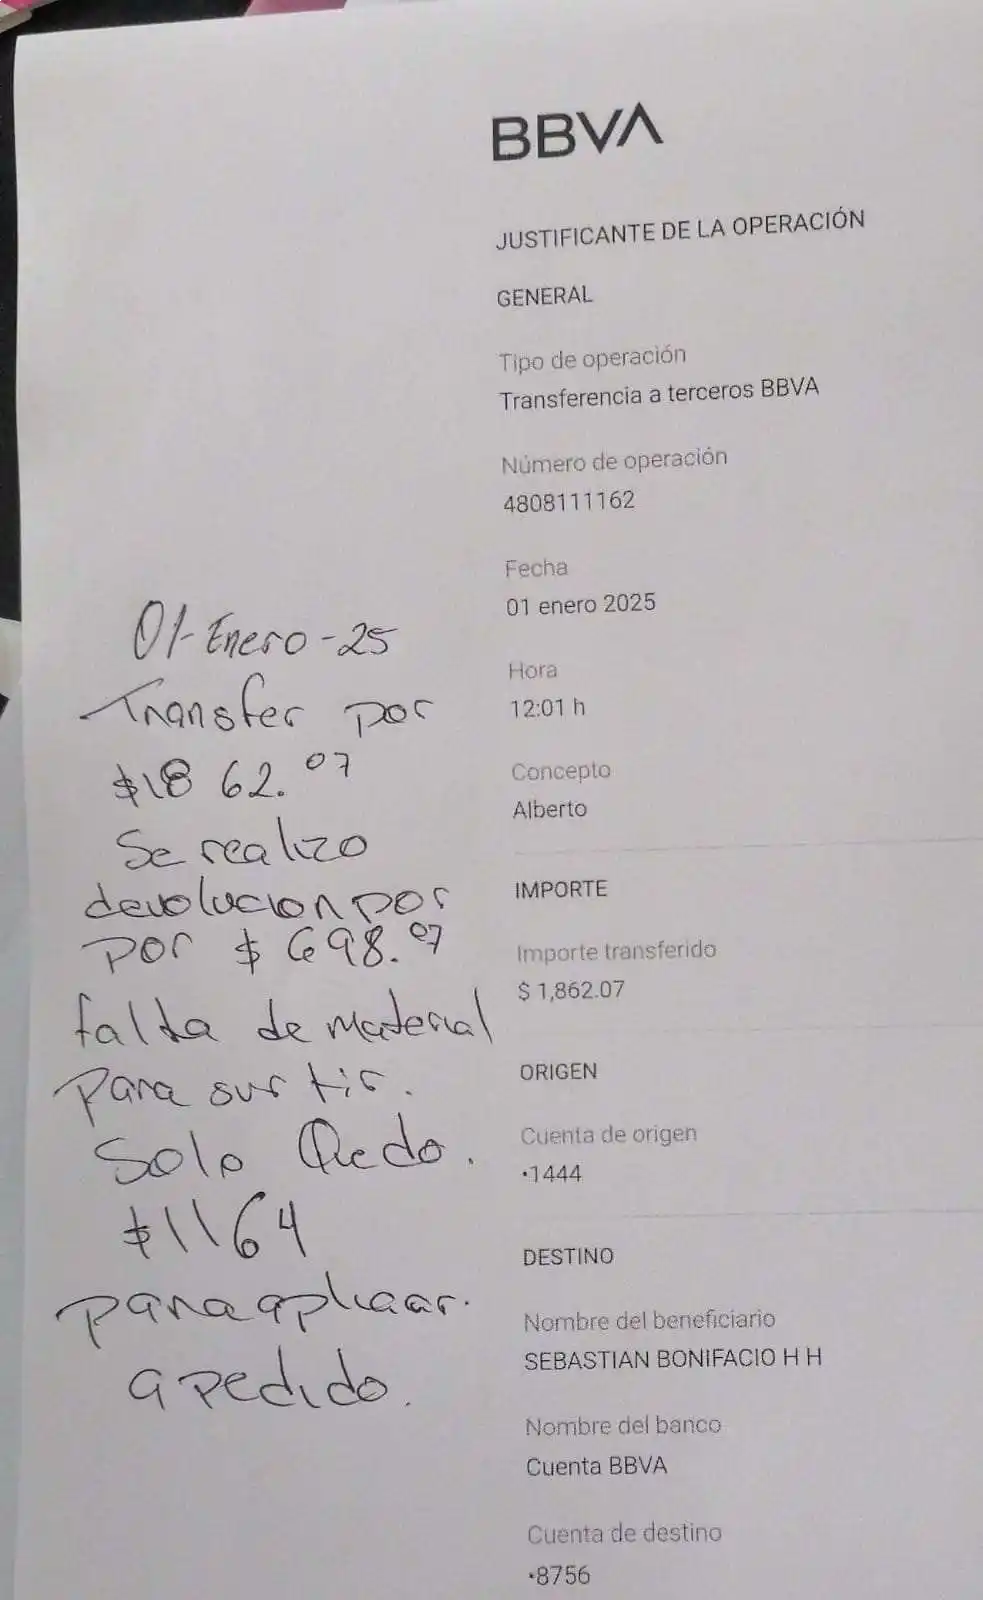 BBVA
JUSTIFICANTE DE LA OPERACIÓN
GENERAL
Tipo de operación
Transferencia a terceros BBVA
Número de operación
4808111162
Fecha
01 enero 2025
Hora
12:01 h
Concepto
Alberto
IMPORTE
Importe transferido
$ 1,862.07
ORIGEN
Cuenta de origen
•1444
DESTINO
Nombre del beneficiario
SEBASTIAN BONIFACIO H H
Nombre del banco
Cuenta BBVA
Cuenta de destino
•8756
01-Enero-25
Transfer por
$18 62.07
Se realizo
devolucion por
por $ 698.07
falta de material
para surtir.
Solo Quedo.
$1164
para aplicar.
a pedido.